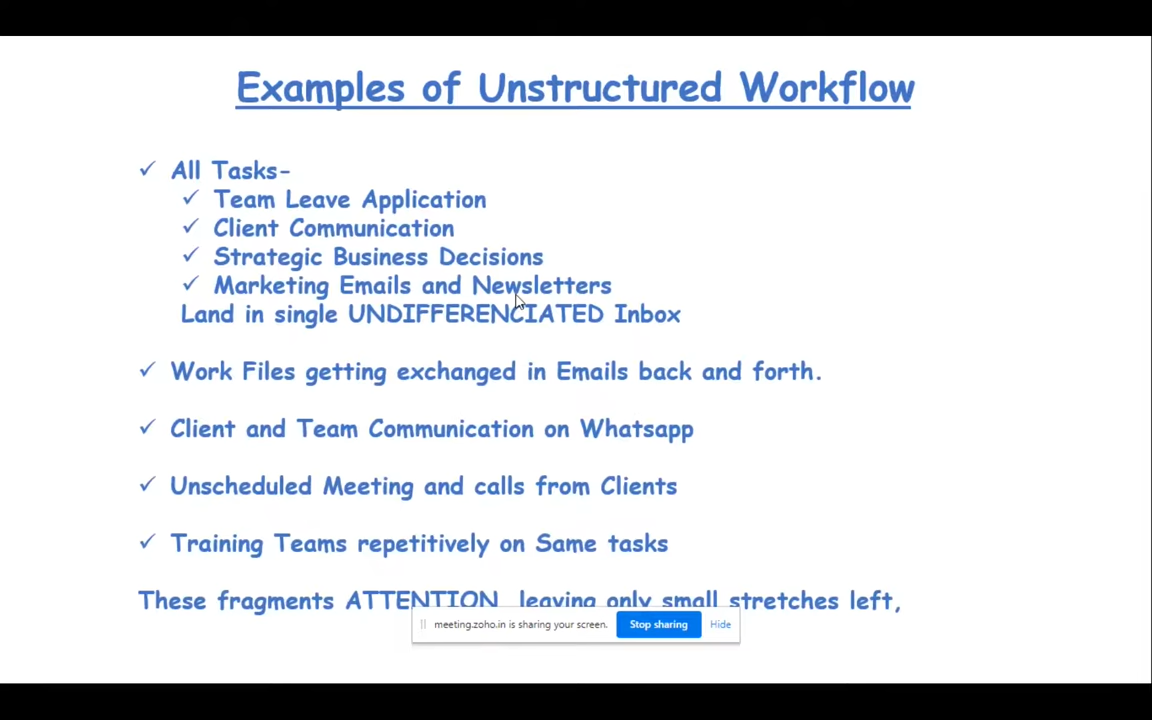 Examples of Unstructured Workflow
✓ All Tasks-
✓ Team Leave Application
✓ Client Communication
✓ Strategic Business Decisions
✓ Marketing Emails and Newsletters
Land in single UNDIFFERENCIATED Inbox
✓ Work Files getting exchanged in Emails back and forth.
✓ Client and Team Communication on Whatsapp
✓ Unscheduled Meeting and calls from Clients
✓ Training Teams repetitively on Same tasks
These fragments ATTENTION leaving only small stretches left,
meeting.zoho.in is sharing your screen. Stop sharing Hide